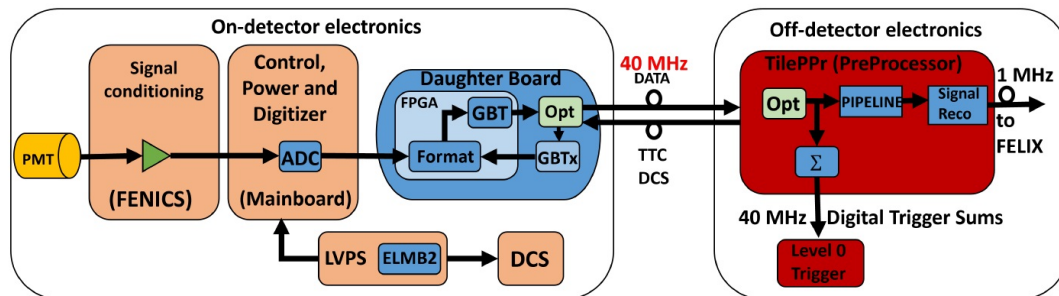 On-detector electronics
Off-detector electronics
Signal
conditioning
(FENICS)
Control,
Power and
Digitizer
ADC
(Mainboard)
PMT
Daughter Board
FPGA
GBT
Format
Opt
GBTx
40 MHz
DATA
TTC
DCS
TilePPr (PreProcessor)
Opt
PIPELINE
Signal
Reco
Σ
1 MHz
to
FELIX
40 MHz
Digital Trigger Sums
Level 0
Trigger
LVPS
ELMB2
DCS